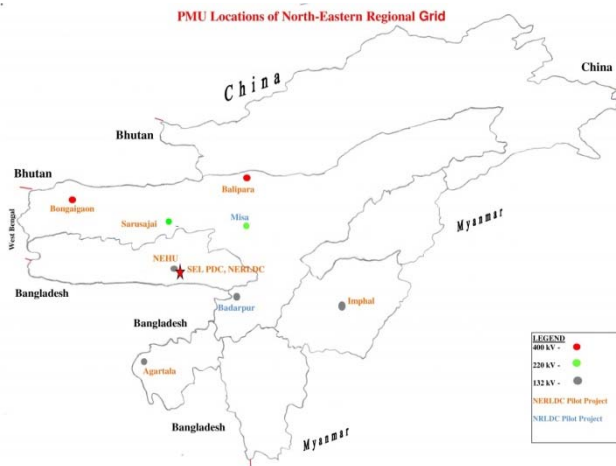 PMU Locations of North-Eastern Regional Grid
China
China
Bhutan
Bhutan
Balipara
Bongaigaon
Sarusajai
Misa
West Bengal
Myanmar
NEHU
SEL PDC, NERLDC
Bangladesh
Badarpur
Imphal
Bangladesh
Agartala
Bangladesh
Myanmar
LEGEND
400 kV -
220 kV -
132 kV -
NERLDC Pilot Project
NRLDC Pilot Project